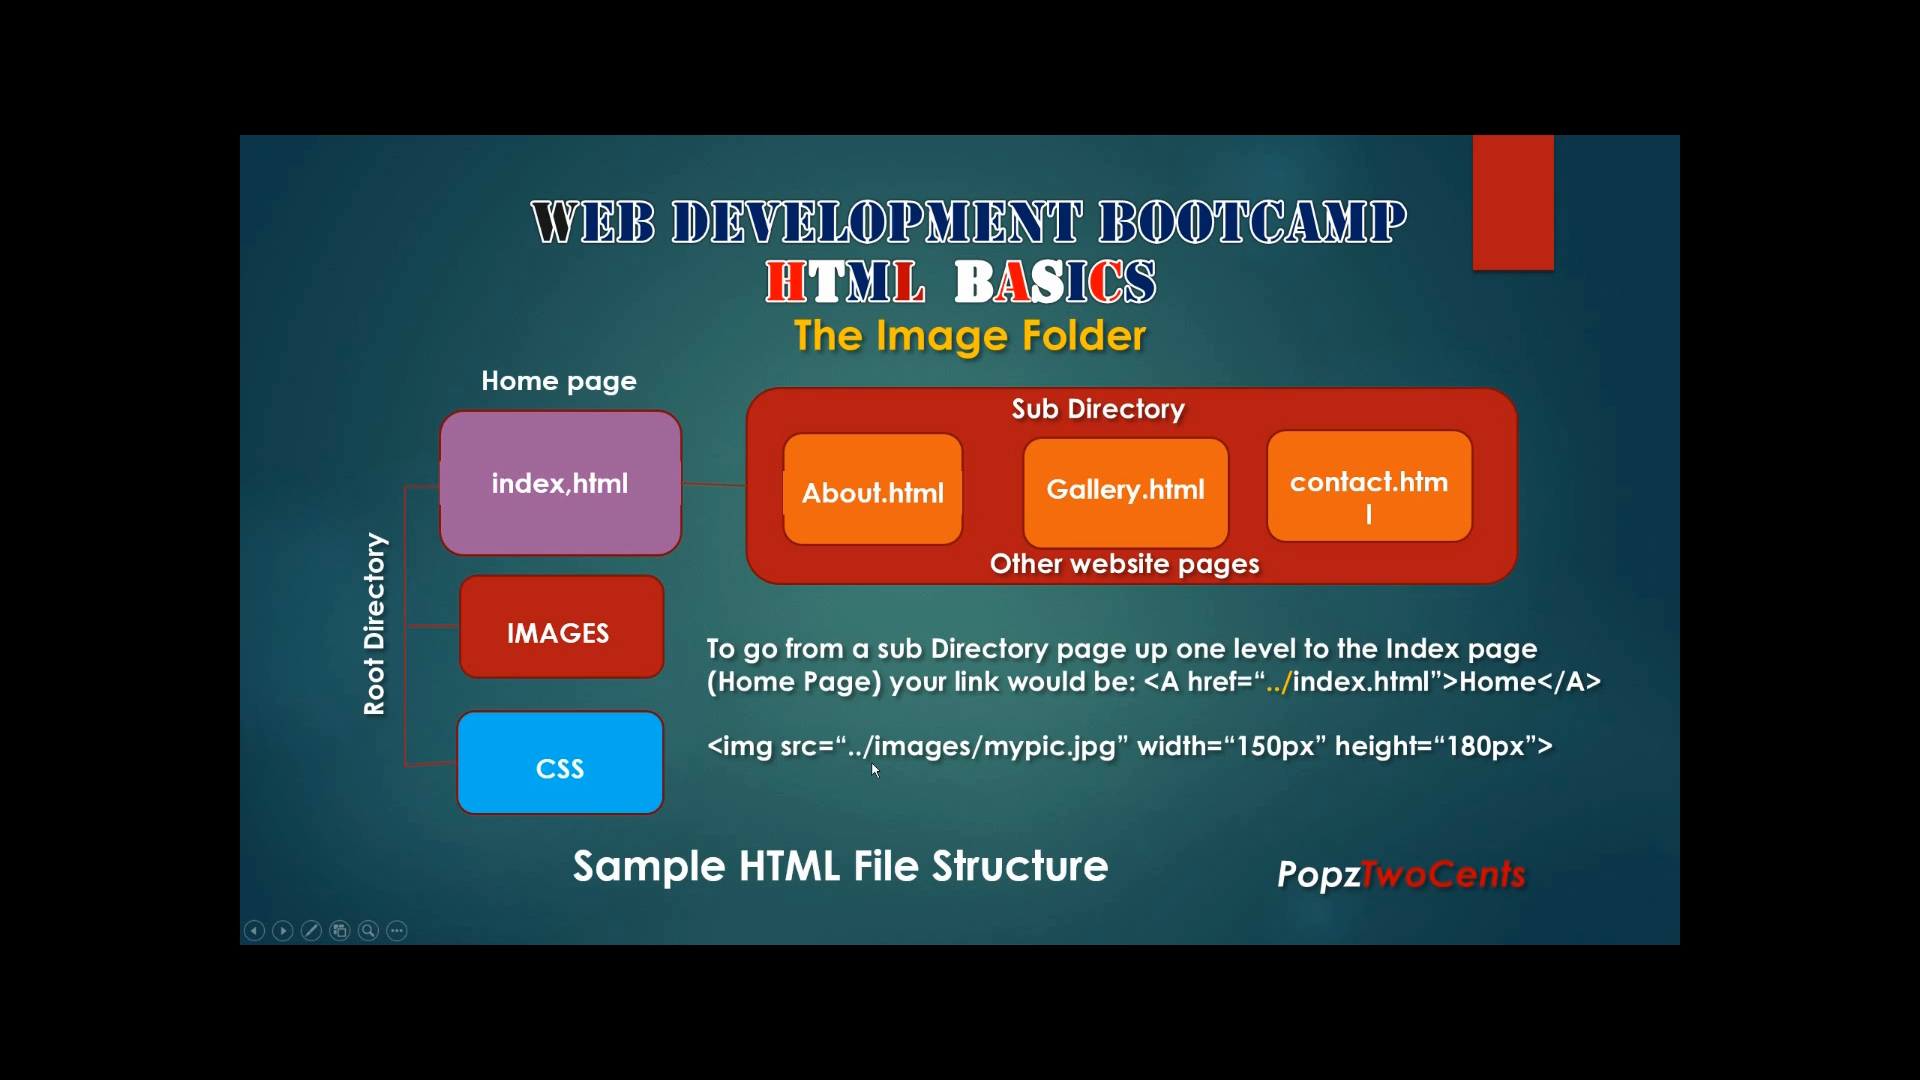 WEB DEVELOPMENT BOOTCAMP
HTML BASICS
The Image Folder
Home page
index,html
Sub Directory
About.html
Gallery.html
contact.htm
l
Other website pages
Root Directory
IMAGES
CSS
To go from a sub Directory page up one level to the Index page
(Home Page) your link would be: <A href=“../index.html”>Home</A>
<img src=“../images/mypic.jpg” width=“150px” height=“180px”>
Sample HTML File Structure
PopzTwoCents